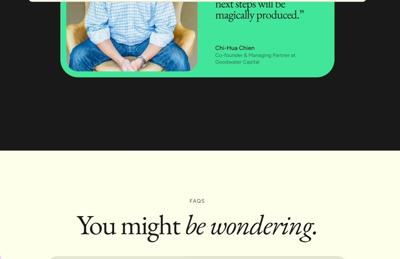 next steps will be
magically produced.”
Chi-Hua Chien
Co-founder & Managing Partner at
Goodwater Capital
FAQS
You might be wondering.